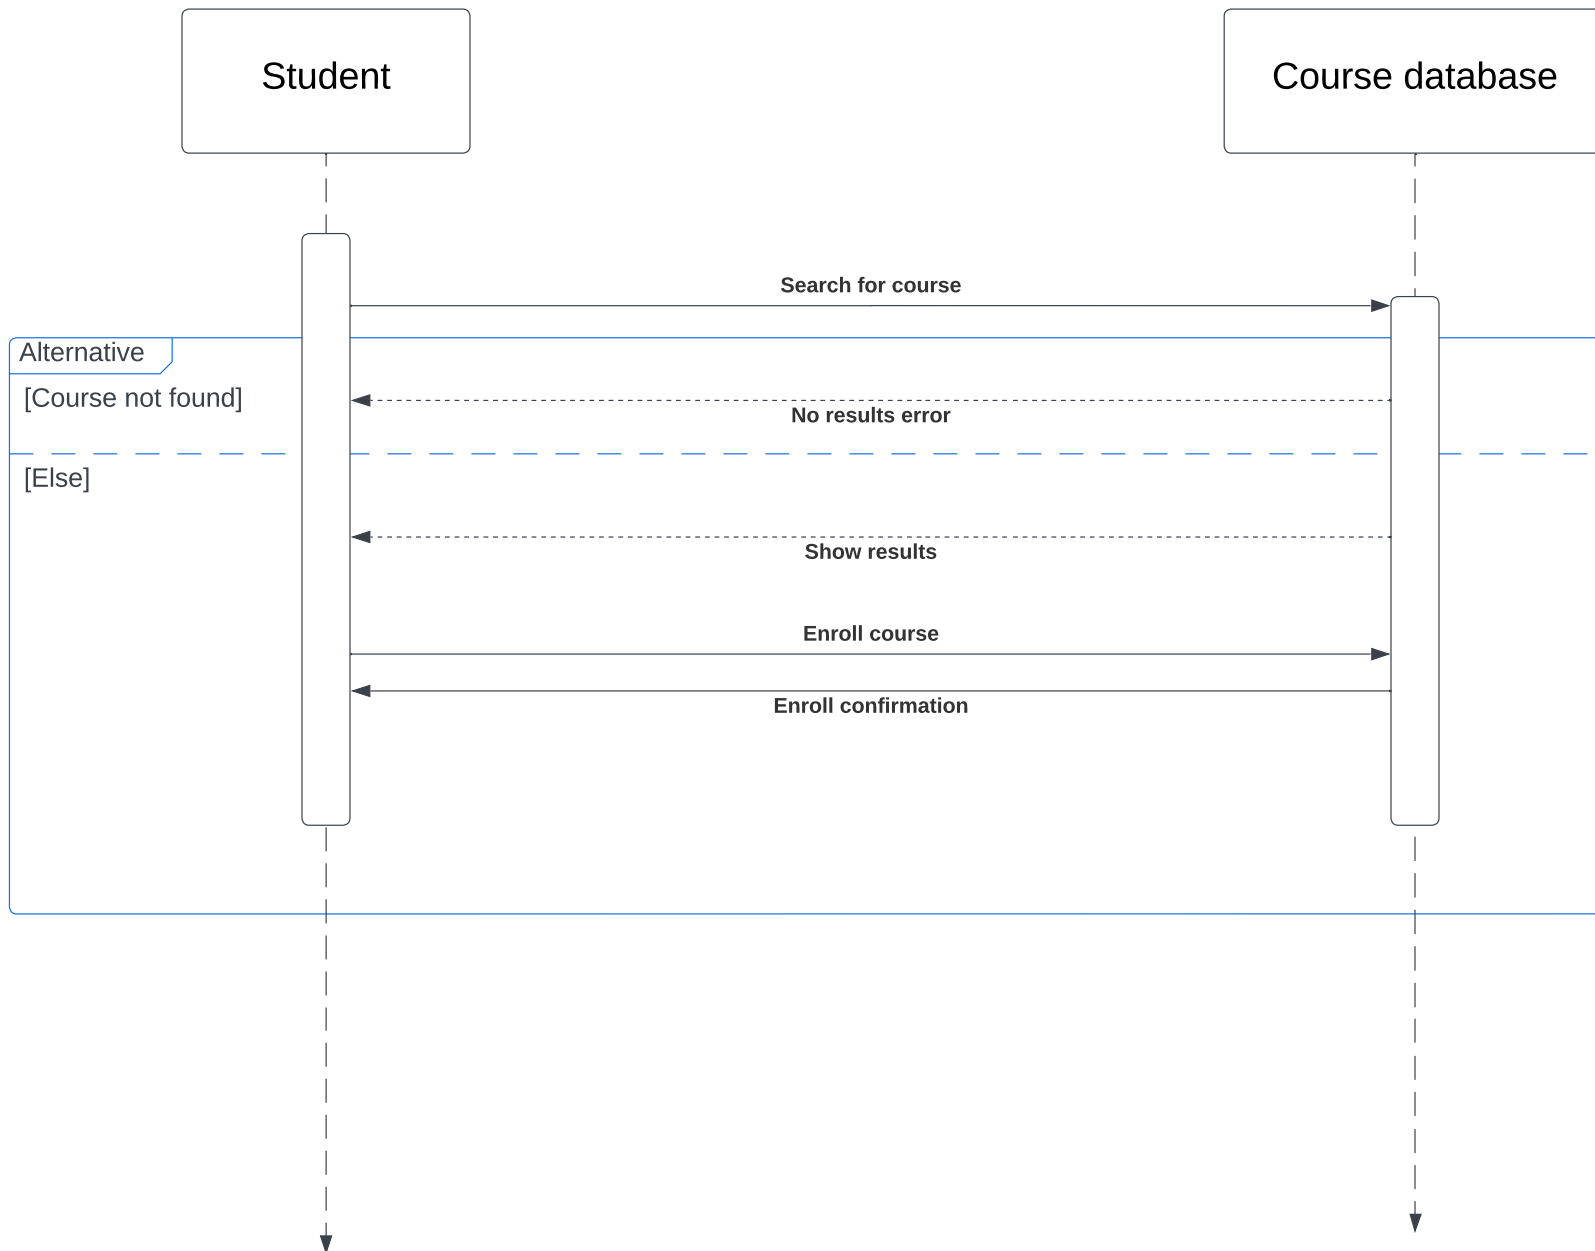 Student
Course database
Search for course
Alternative
[Course not found]
No results error
[Else]
Show results
Enroll course
Enroll confirmation